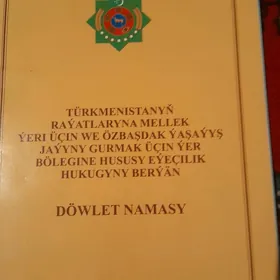 TÜRKMENISTANYŇ
RAÝATLARYNA MELLEK
ÝERI ÜÇIN WE ÖZBAŞDAK ÝAŞAÝYŞ
JAÝYNY GURMAK ÜÇIN ÝER
BÖLEGINE HUSUSY EÝEÇILIK
HUKUGYNY BERÝÄN
DÖWLET NAMASY